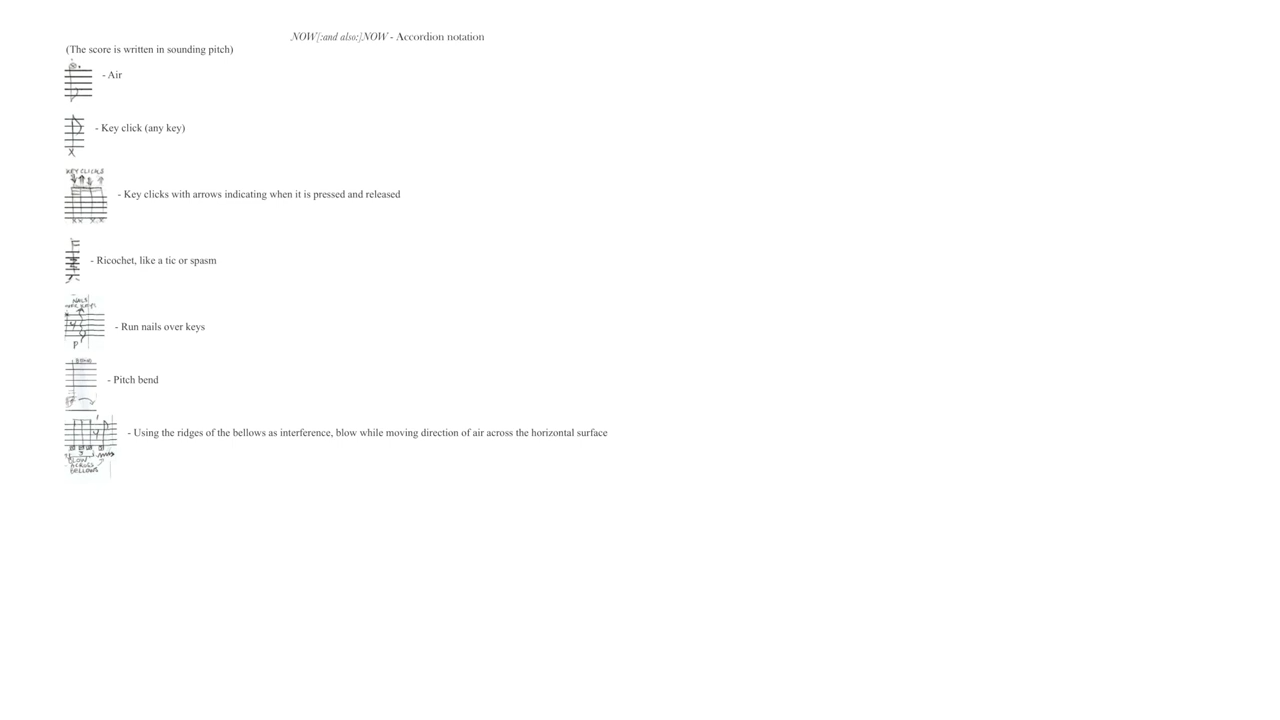 NOW[:and also:]NOW - Accordion notation
(The score is written in sounding pitch)
- Air
- Key click (any key)
KEY CLICKS
- Key clicks with arrows indicating when it is pressed and released
- Ricochet, like a tic or spasm
NAILS
- Run nails over keys
P
BEND
- Pitch bend
- Using the ridges of the bellows as interference, blow while moving direction of air across the horizontal surface
BLOW
ACROSS
BELLOWS